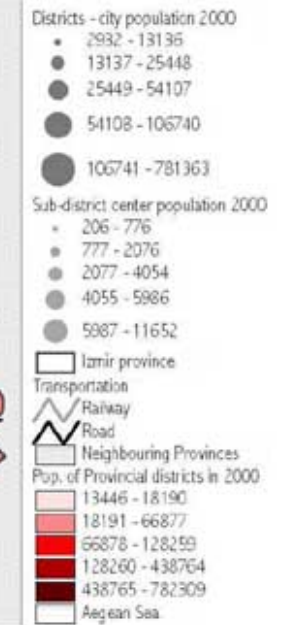 Districts - city population 2000
2932 - 13136
13137 - 25448
25449 - 54107
54108 - 106740
106741 - 781363
Sub-district center population 2000
206 - 776
777 - 2076
2077 - 4054
4055 - 5986
5987 - 11652
Izmir province
Transportation
Railway
Road
Neighbouring Provinces
Pop. of Provincial districts in 2000
13446 - 18190
18191 - 66877
66878 - 128259
128260 - 438764
438765 - 782309
Aegean Sea